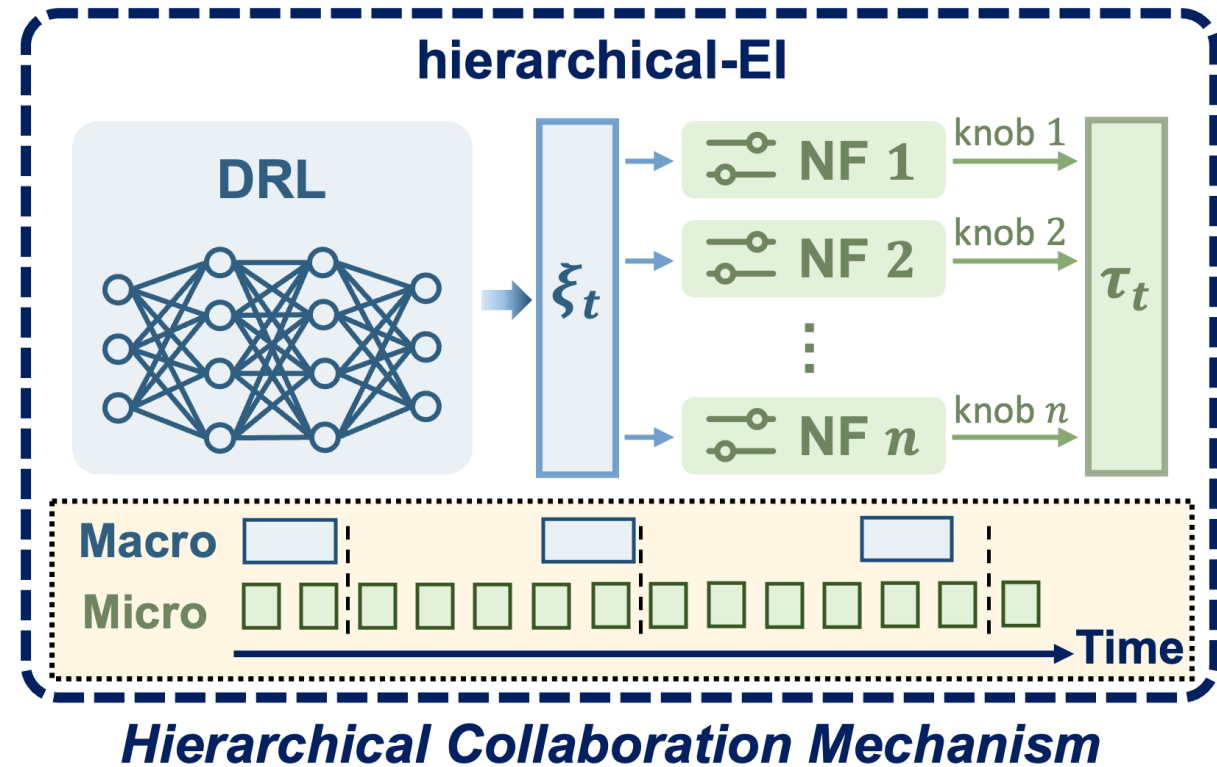 hierarchical-EI
DRL
ξt
NF 1
knob 1
NF 2
knob 2
⋮
NF n
knob n
τt
Macro
Micro
Time
Hierarchical Collaboration Mechanism